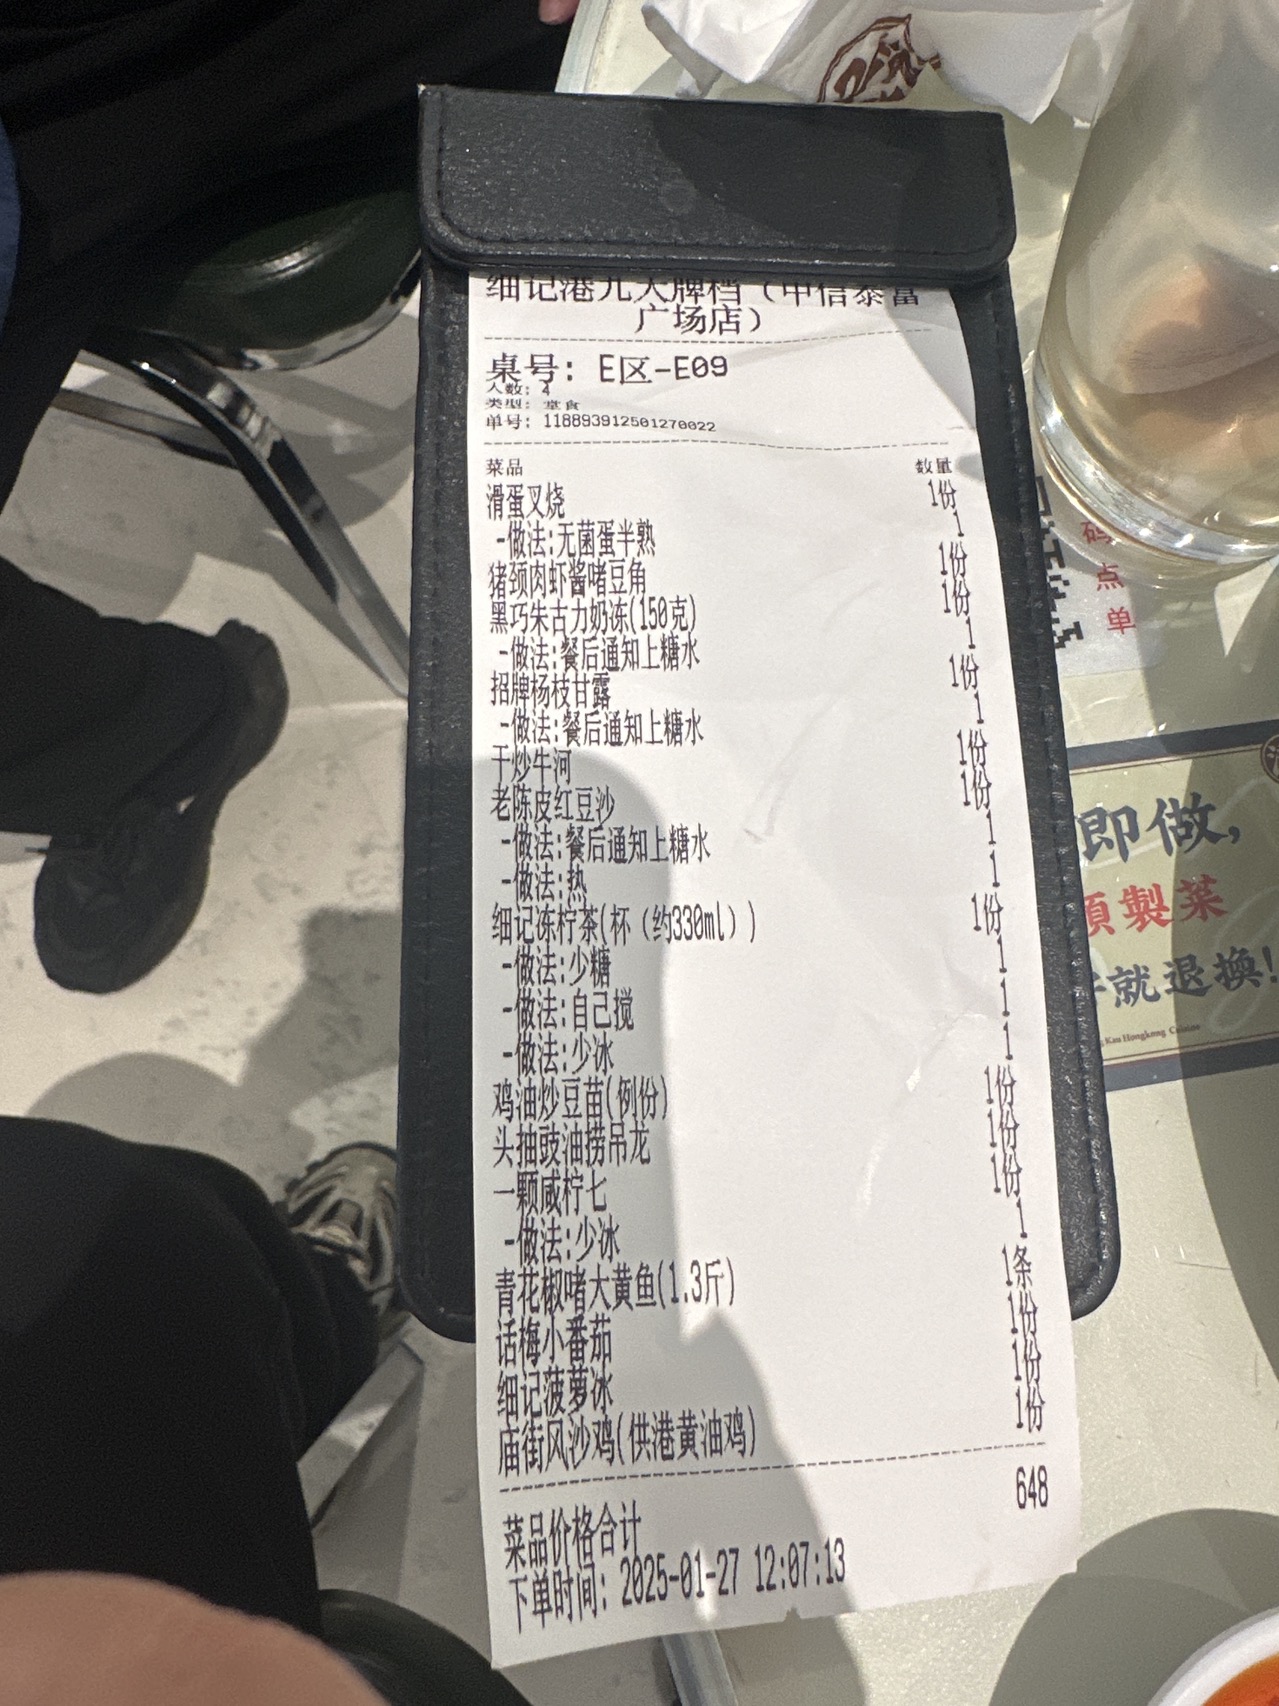 细记港九大牌档（中信泰富
广场店）
桌号: E区-E09
人数: 4
类型: 堂食
单号: 118893912501270022
菜品 数量
滑蛋叉烧 1份
-做法:无菌蛋半熟 1
猪颈肉虾酱啫豆角 1份
黑巧朱古力奶冻(150克) 1份
-做法:餐后通知上糖水 1
招牌杨枝甘露 1份
-做法:餐后通知上糖水 1
干炒牛河 1份
老陈皮红豆沙 1份
-做法:餐后通知上糖水 1
-做法:热 1
细记冻柠茶(杯（约330ml）) 1份
-做法:少糖 1
-做法:自己搅 1
-做法:少冰 1
鸡油炒豆苗(例份) 1份
头抽豉油捞吊龙 1份
一颗咸柠七 1份
-做法:少冰 1
青花椒啫大黄鱼(1.3斤) 1条
话梅小番茄 1份
细记菠萝冰 1份
庙街风沙鸡(供港黄油鸡) 1份
菜品价格合计 648
下单时间: 2025-01-27 12:07:13
码
点
单
即做,
製菜
就退換!
Kau Hongkong Cuisine